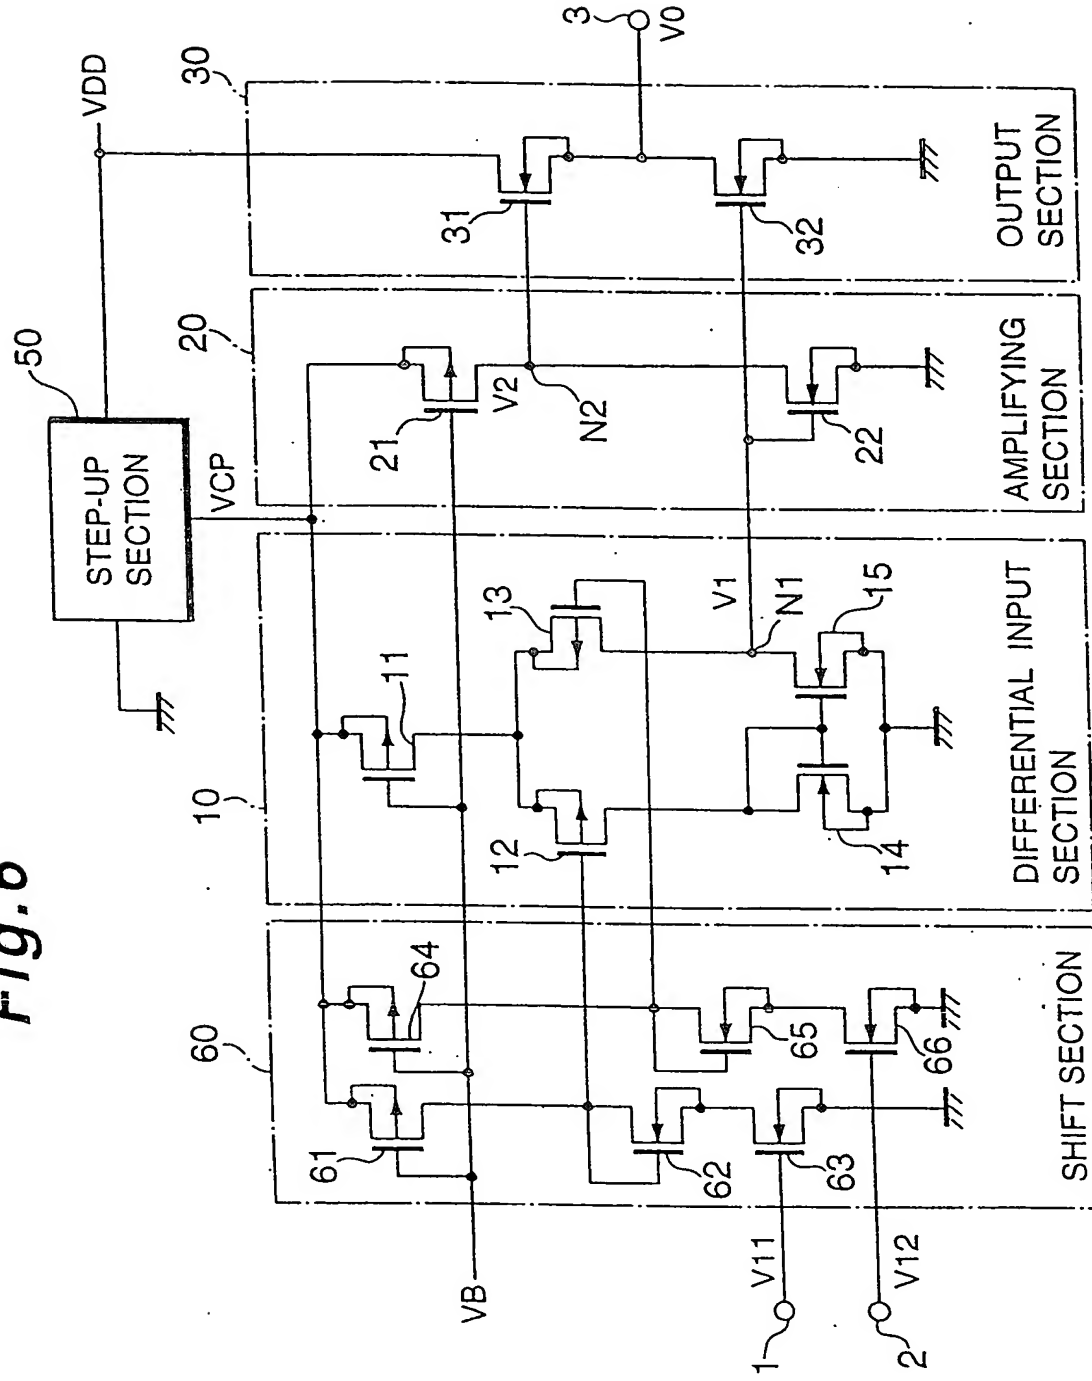 Fig.6
50
STEP-UP
SECTION
VCP
VDD
60
10
20
30
3
V0
61
64
11
12
13
21
V2
N2
31
62
65
63
66
14
15
V1
N1
22
32
VB
V11
V12
1
2
SHIFT SECTION
DIFFERENTIAL INPUT
SECTION
AMPLIFYING
SECTION
OUTPUT
SECTION